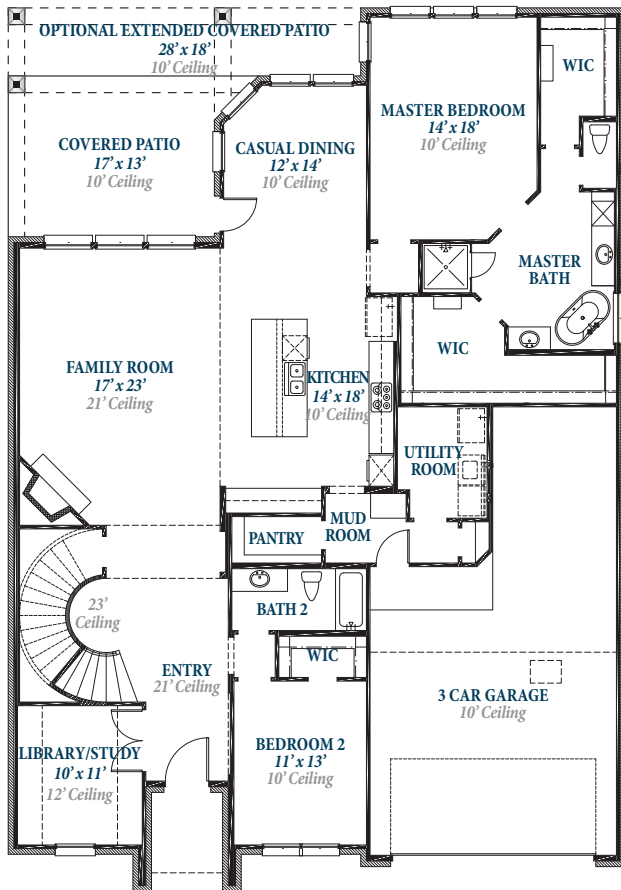 OPTIONAL EXTENDED COVERED PATIO
28' x 18'
10' Ceiling
WIC
MASTER BEDROOM
14' x 18'
10' Ceiling
COVERED PATIO
17' x 13'
10' Ceiling
CASUAL DINING
12' x 14'
10' Ceiling
MASTER
BATH
WIC
FAMILY ROOM
17' x 23'
21' Ceiling
KITCHEN
14' x 18'
10' Ceiling
UTILITY
ROOM
MUD
ROOM
PANTRY
23'
Ceiling
BATH 2
WIC
ENTRY
21' Ceiling
3 CAR GARAGE
10' Ceiling
LIBRARY/STUDY
10' x 11'
12' Ceiling
BEDROOM 2
11' x 13'
10' Ceiling